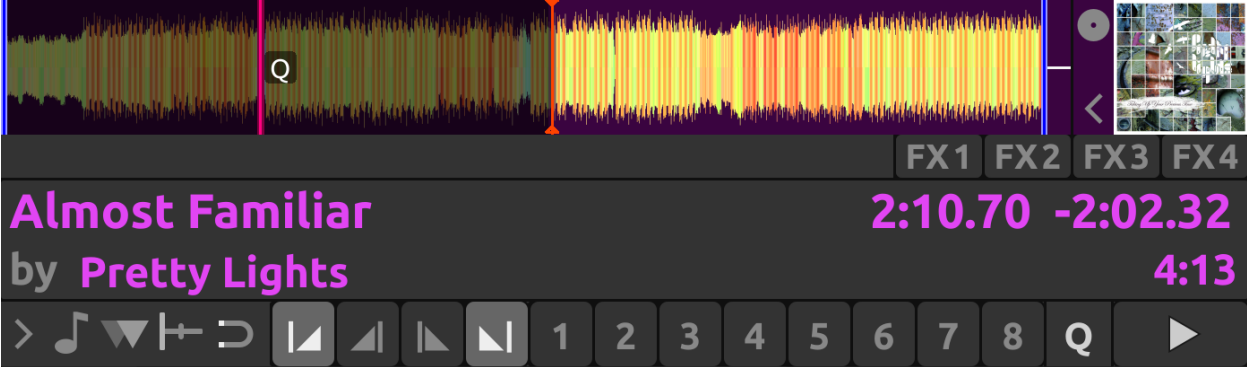 Q
FX1 FX2 FX3 FX4
Almost Familiar 2:10.70 -2:02.32
by Pretty Lights 4:13
1 2 3 4 5 6 7 8 Q